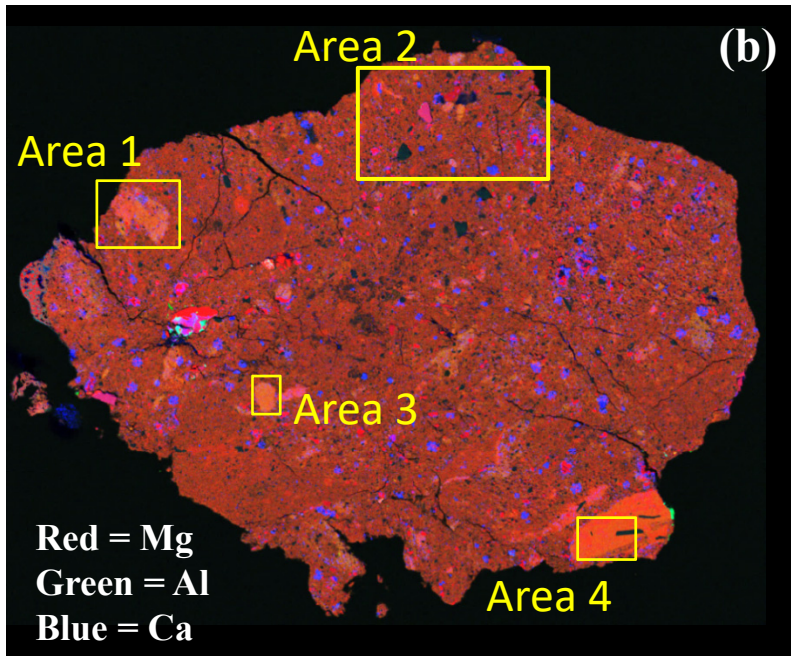 Area 2
(b)
Area 1
Area 3
Red = Mg
Green = Al
Blue = Ca
Area 4